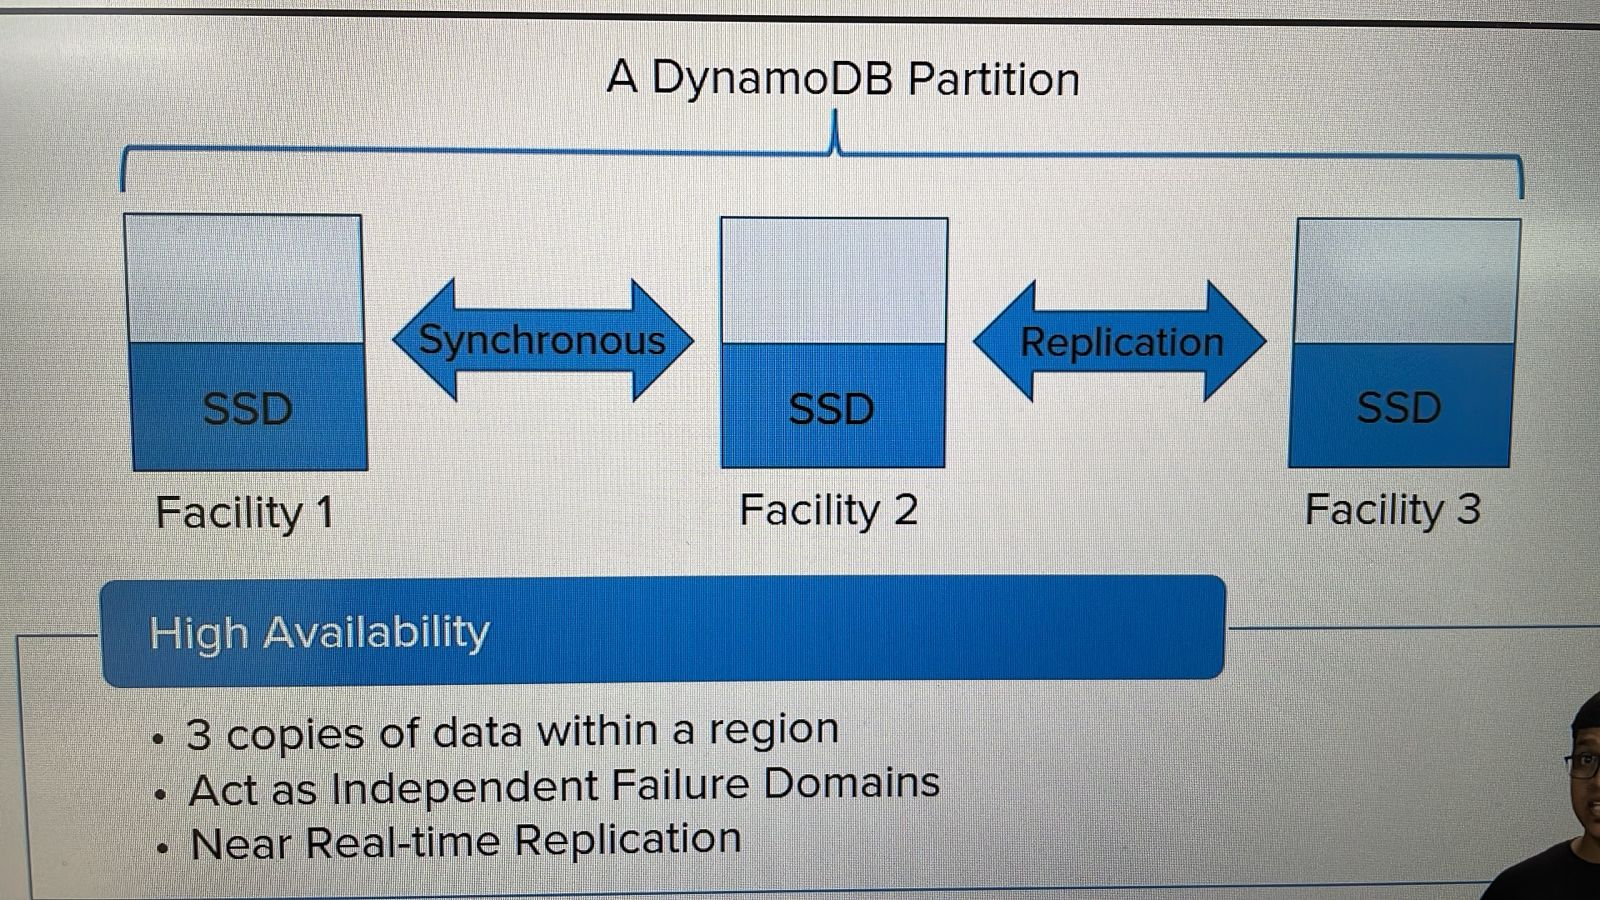 A DynamoDB Partition
Synchronous
Replication
SSD
SSD
SSD
Facility 1
Facility 2
Facility 3
High Availability
• 3 copies of data within a region
• Act as Independent Failure Domains
• Near Real-time Replication